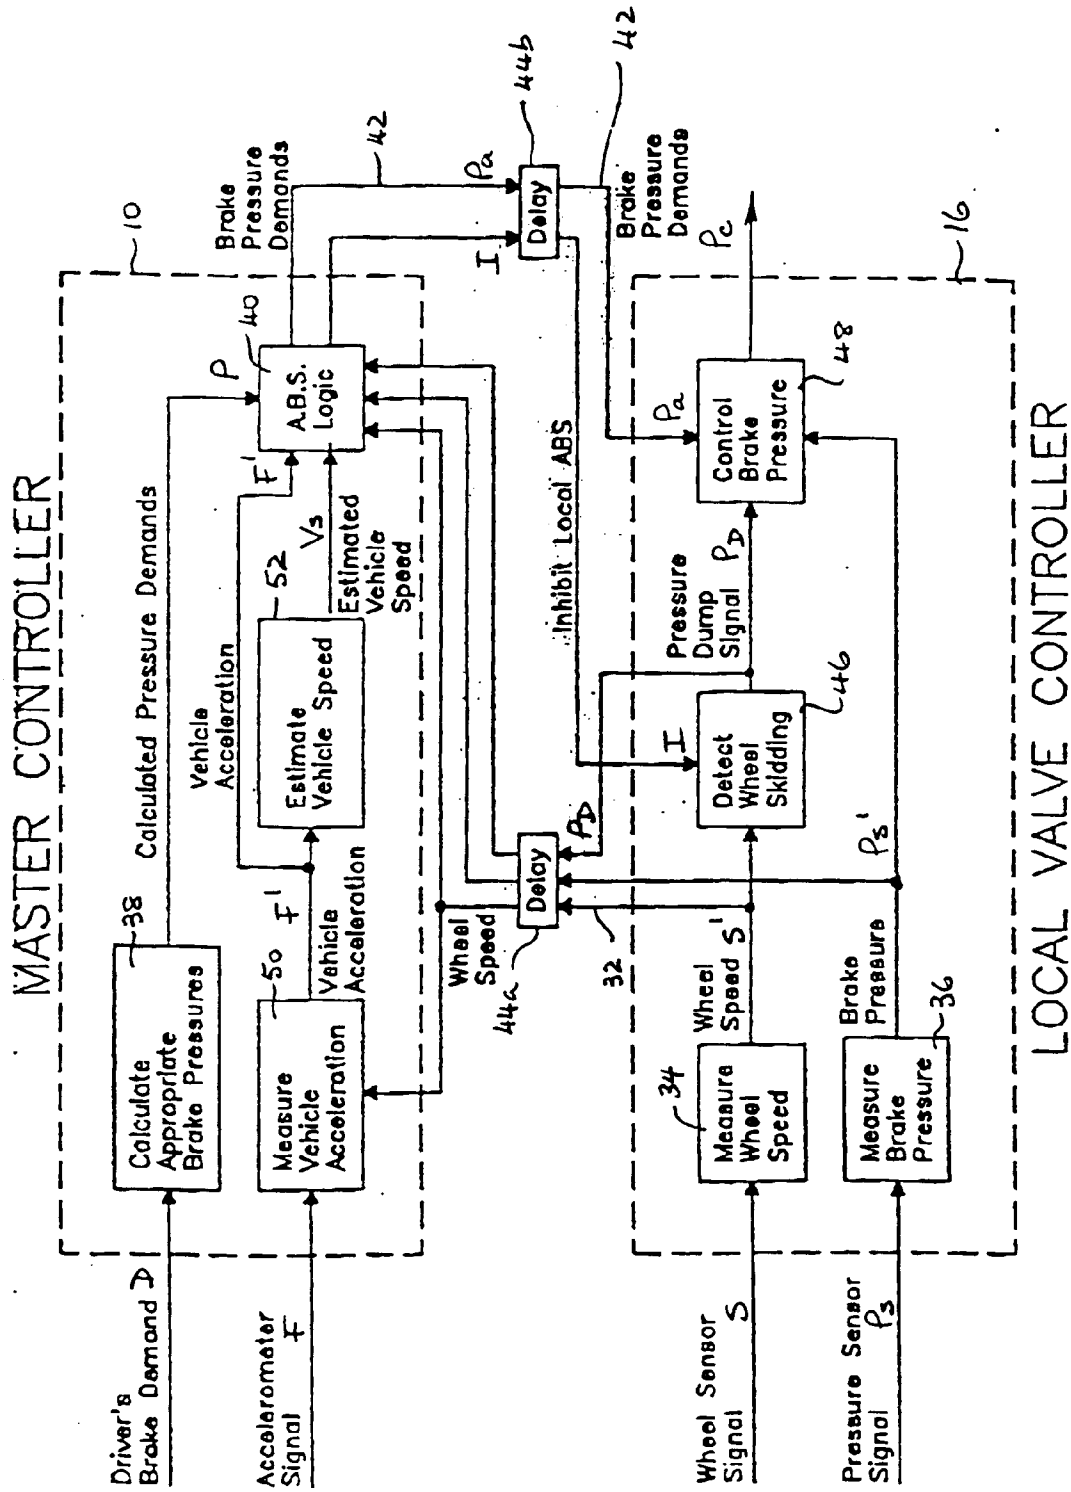 MASTER CONTROLLER
10
Driver's
Brake Demand D
Calculate
Appropriate
Brake Pressures
38
Calculated Pressure Demands
P
Accelerometer
Signal F
Measure
Vehicle
Acceleration
50
F'
Vehicle
Acceleration
Vehicle
Acceleration
Estimate
Vehicle Speed
52
Vs
Estimated
Vehicle
Speed
F'
A.B.S.
Logic
40
Brake
Pressure
Demands
42
Pa
I
Delay
44b
42
Brake
Pressure
Demands
Wheel
Speed
Delay
44a
32
PD
Inhibit Local ABS
Wheel Sensor
Signal S
Measure
Wheel
Speed
34
Wheel
Speed S'
I
Detect
Wheel
Skidding
46
Pressure
Dump
Signal PD
Pa
Control
Brake
Pressure
48
Pc
Pressure Sensor
Signal Ps
Measure
Brake
Pressure
36
Brake
Pressure
Ps'
16
LOCAL VALVE CONTROLLER